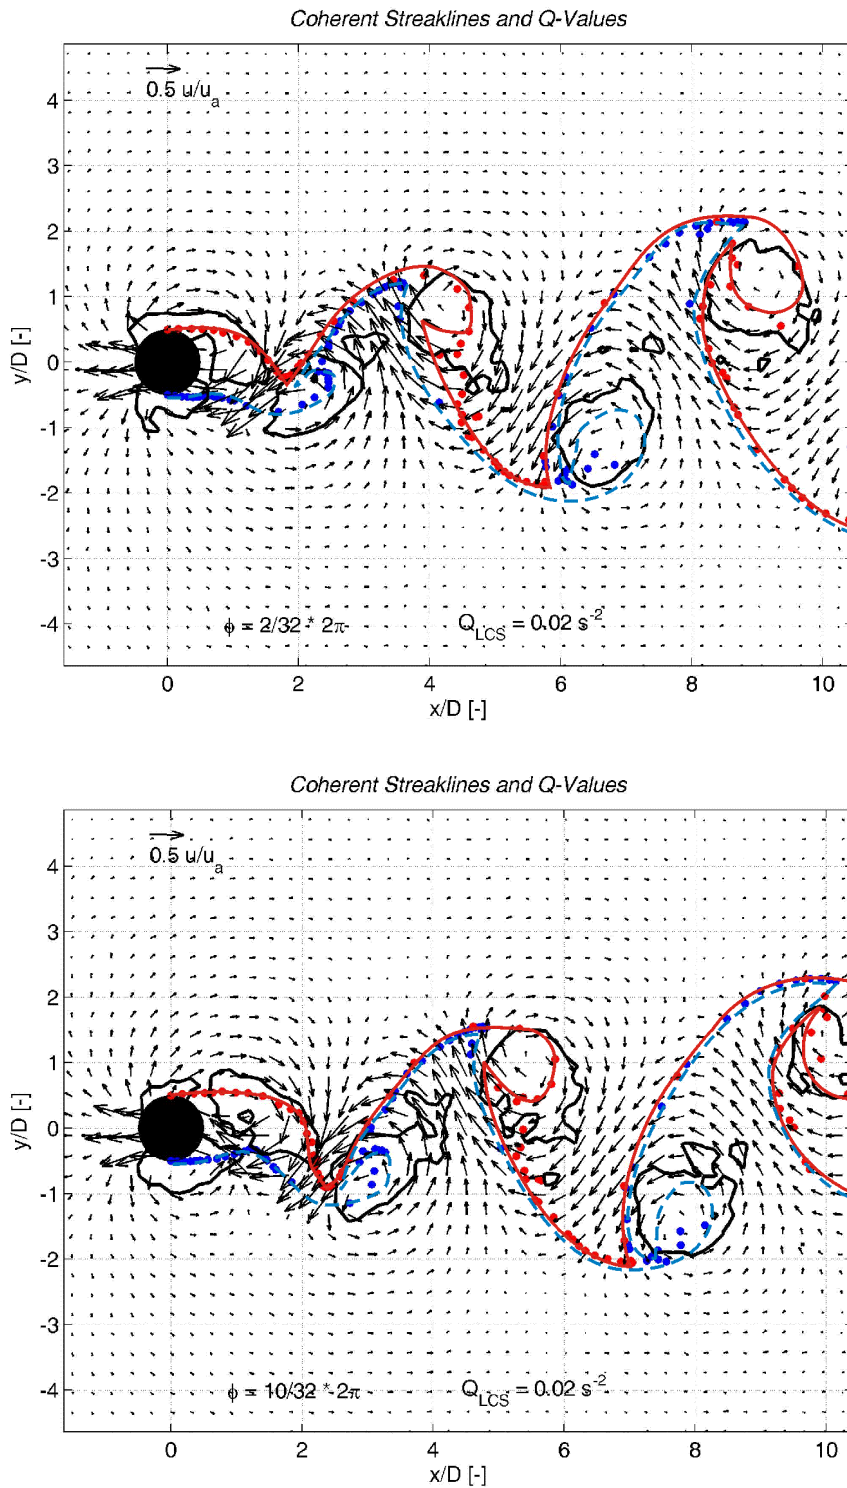 Coherent Streaklines and Q-Values
0.5 u/u_a
4
3
2
1
0
-1
-2
-3
-4
y/D [-]
ϕ = 2/32 * 2π
Q_LCS = 0.02 s^-2
0 2 4 6 8 10
x/D [-]
Coherent Streaklines and Q-Values
0.5 u/u_a
4
3
2
1
0
-1
-2
-3
-4
y/D [-]
ϕ = 10/32 * 2π
Q_LCS = 0.02 s^-2
0 2 4 6 8 10
x/D [-]